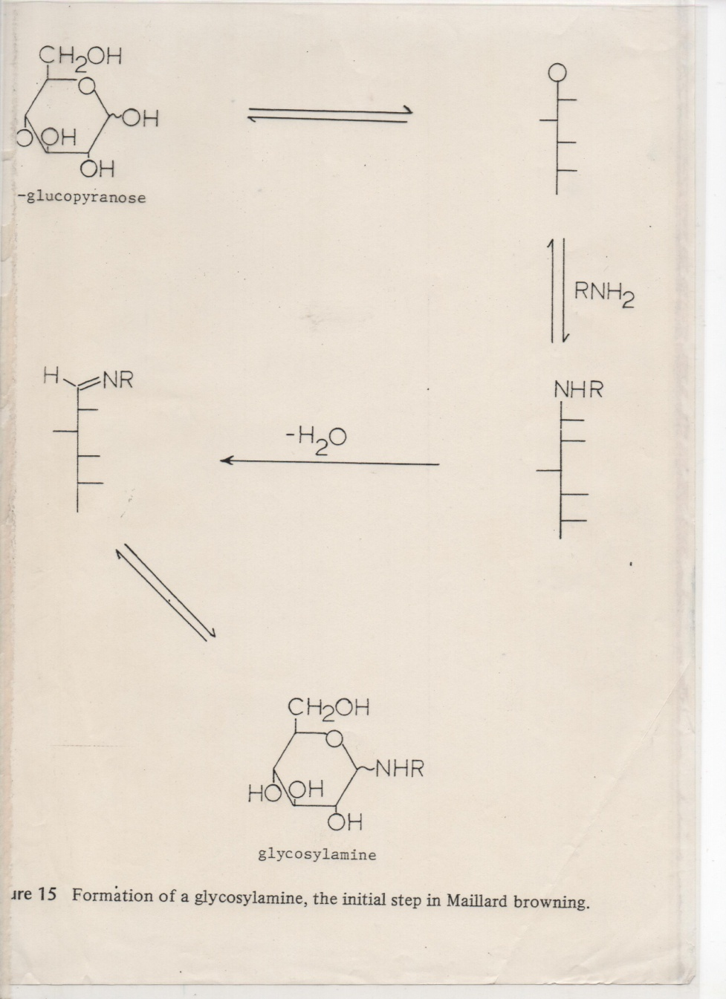 CH2OH
O
OH
O OH
OH
-glucopyranose
O
RNH2
H NR
NHR
-H2O
CH2OH
O
NHR
HO OH
OH
glycosylamine
ure 15 Formation of a glycosylamine, the initial step in Maillard browning.